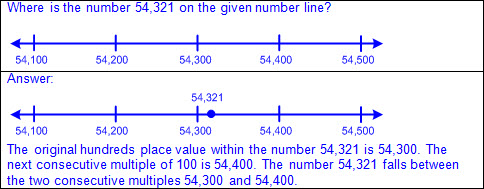 Where is the number 54,321 on the given number line?
54,100 54,200 54,300 54,400 54,500
Answer:
54,321
54,100 54,200 54,300 54,400 54,500
The original hundreds place value within the number 54,321 is 54,300. The
next consecutive multiple of 100 is 54,400. The number 54,321 falls between
the two consecutive multiples 54,300 and 54,400.